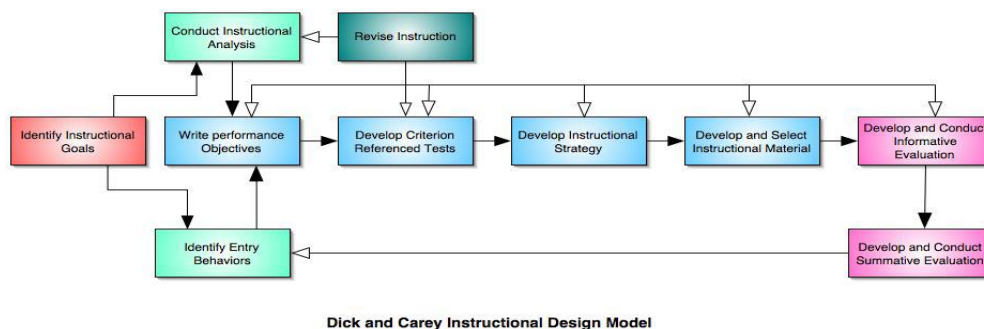 Conduct Instructional
Analysis
Revise Instruction
Identify Instructional
Goals
Write performance
Objectives
Develop Criterion
Referenced Tests
Develop Instructional
Strategy
Develop and Select
Instructional Material
Develop and Conduct
Informative
Evaluation
Identify Entry
Behaviors
Develop and Conduct
Summative Evaluation
Dick and Carey Instructional Design Model